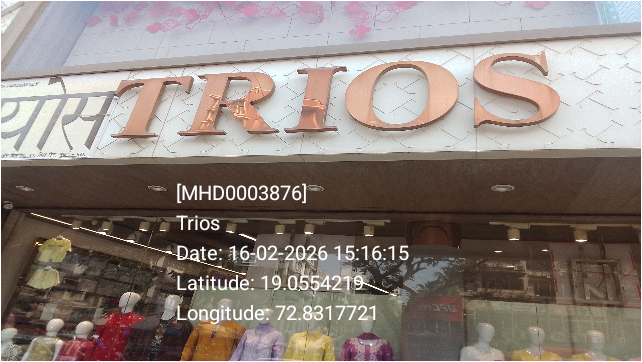 योस TRIOS
[MHD0003876]
Trios
Date: 16-02-2026 15:16:15
Latitude: 19.0554219
Longitude: 72.8317721